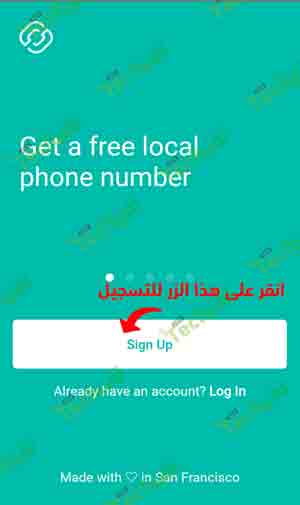 Get a free local
phone number
انقر على هذا الزر للتسجيل
Sign Up
Already have an account? Log In
Made with ♡ in San Francisco